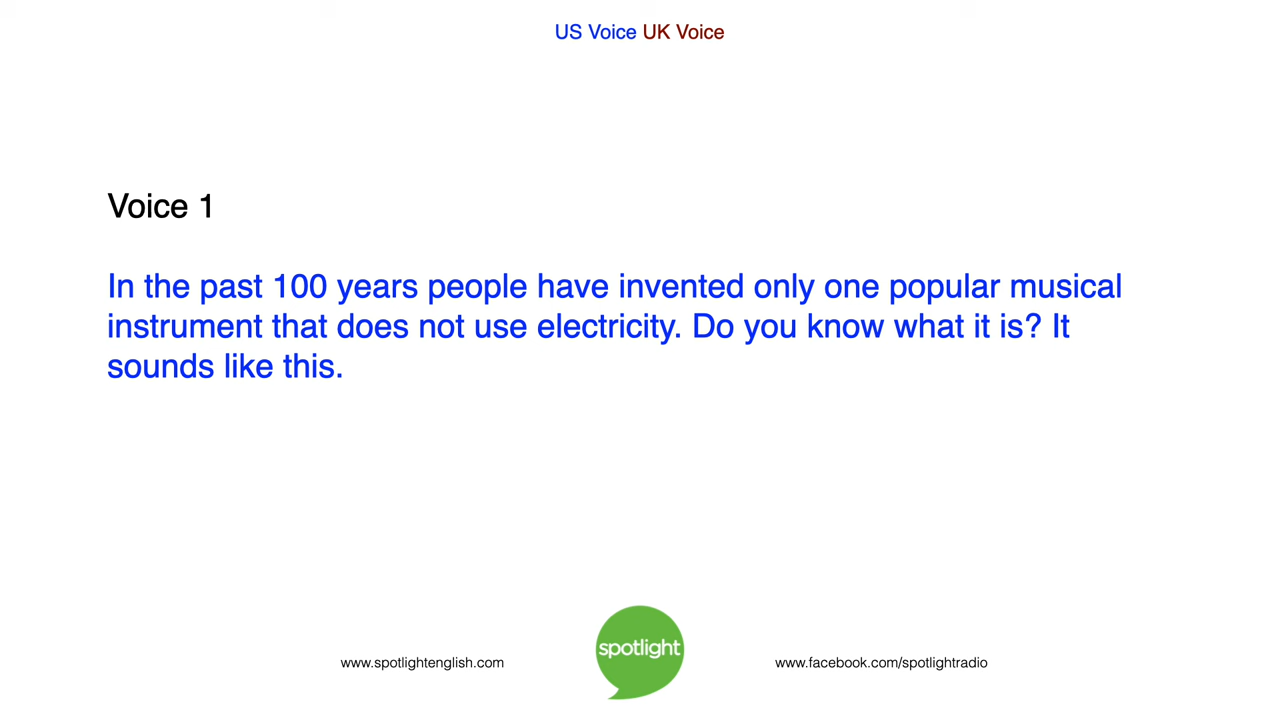 US Voice UK Voice
Voice 1
In the past 100 years people have invented only one popular musical
instrument that does not use electricity. Do you know what it is? It
sounds like this.
spotlight
www.spotlightenglish.com
www.facebook.com/spotlightradio